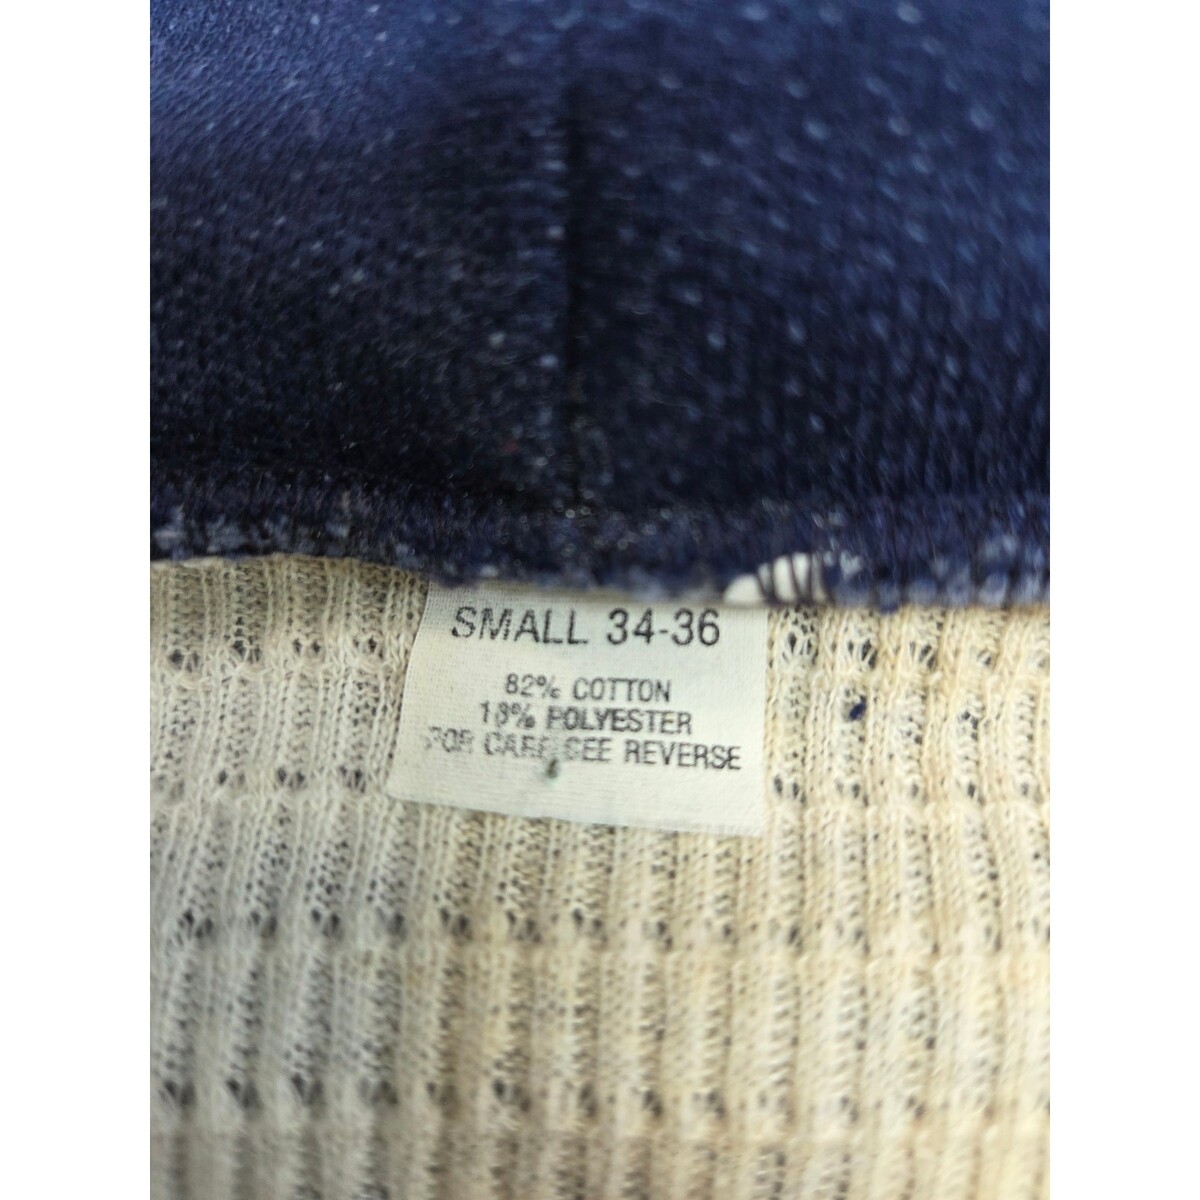 SMALL 34-36
82% COTTON
18% POLYESTER
FOR CARE SEE REVERSE